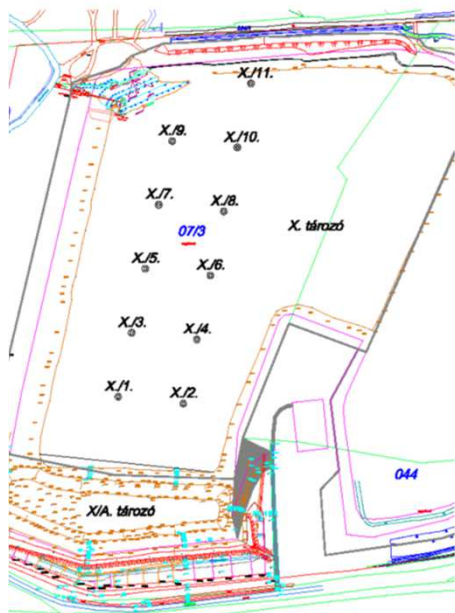 X./11.
X./9.
X./10.
X./7.
X./8.
07/3
X. tározó
X./5.
X./6.
X./3.
X./4.
X./1.
X./2.
044
X/A. tározó